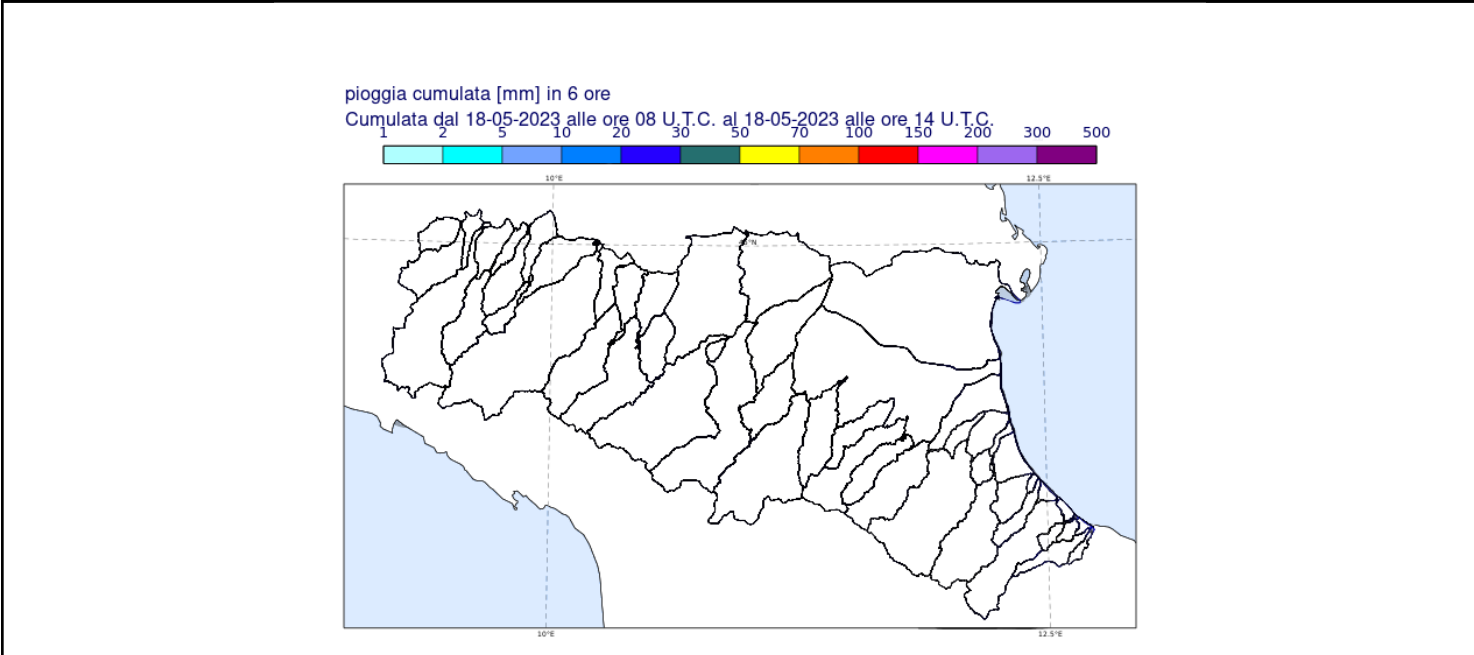 pioggia cumulata [mm] in 6 ore
Cumulata dal 18-05-2023 alle ore 08 U.T.C. al 18-05-2023 alle ore 14 U.T.C.
1 2 5 10 20 30 50 70 100 150 200 300 500
10°E 12.5°E
10°E 12.5°E